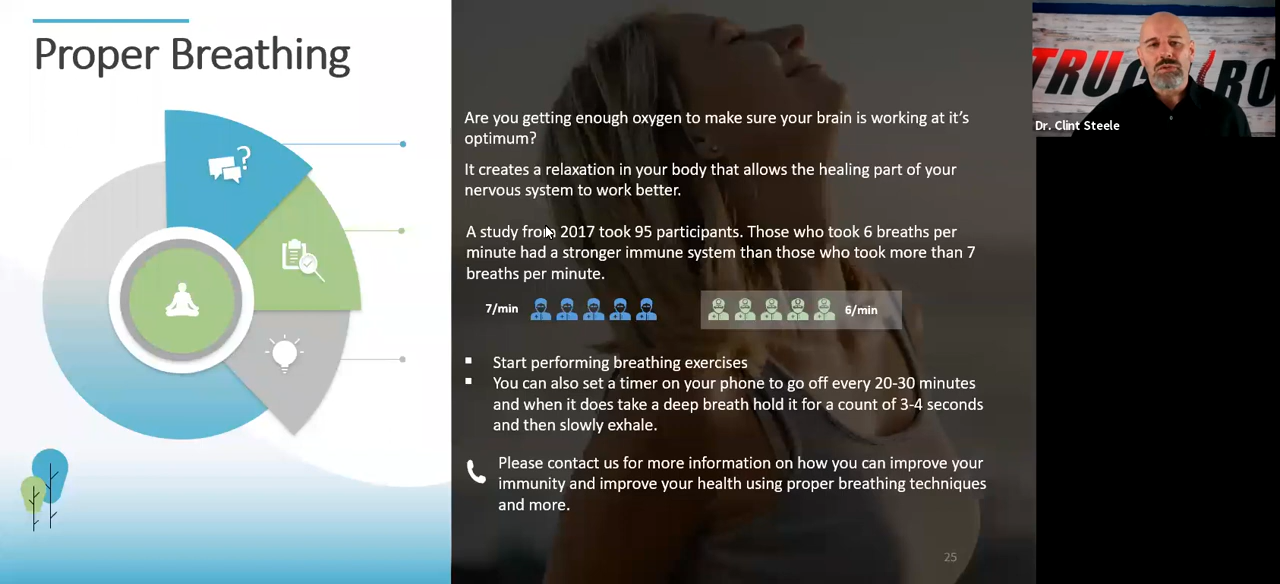 Proper Breathing
Are you getting enough oxygen to make sure your brain is working at it's
optimum?
It creates a relaxation in your body that allows the healing part of your
nervous system to work better.
A study from 2017 took 95 participants. Those who took 6 breaths per
minute had a stronger immune system than those who took more than 7
breaths per minute.
7/min
6/min
Start performing breathing exercises
You can also set a timer on your phone to go off every 20-30 minutes
and when it does take a deep breath hold it for a count of 3-4 seconds
and then slowly exhale.
Please contact us for more information on how you can improve your
immunity and improve your health using proper breathing techniques
and more.
25
Dr. Clint Steele